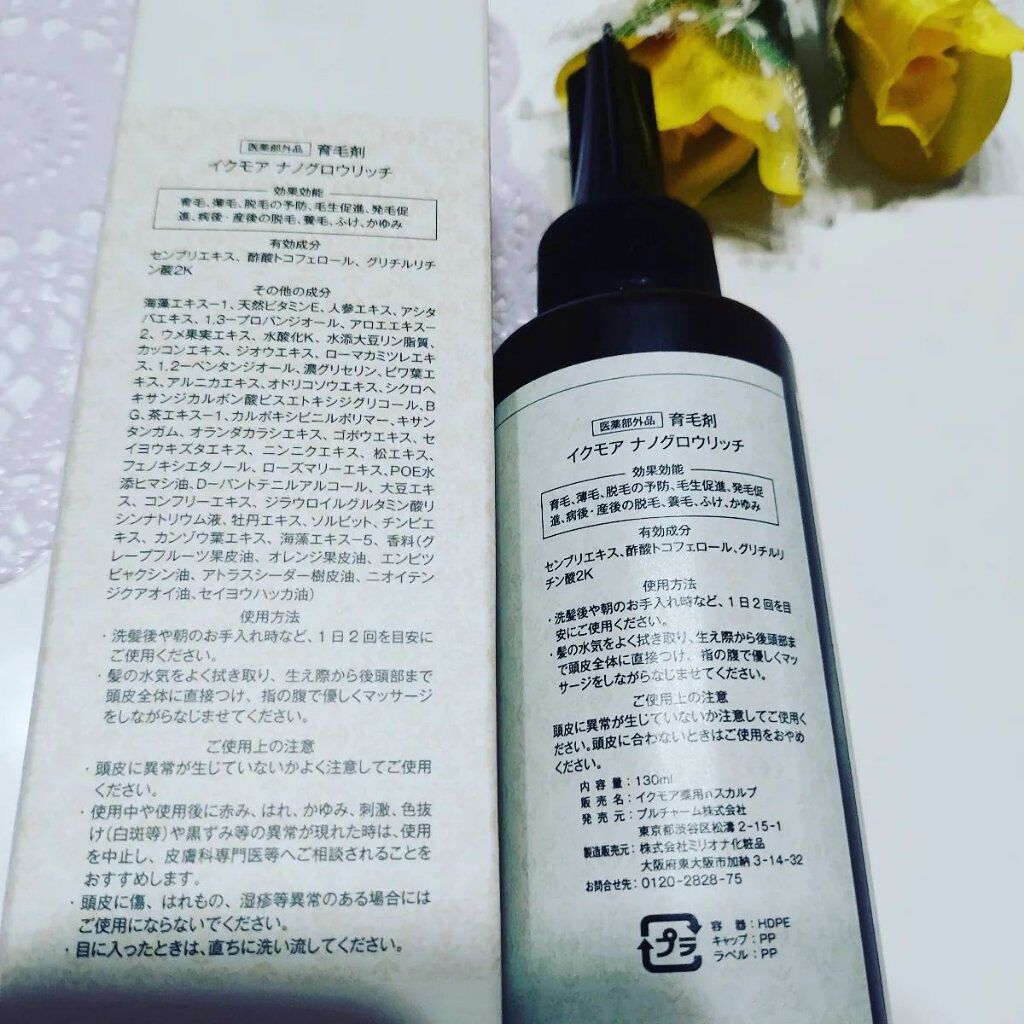 医薬部外品 育毛剤
イクモア ナノグロウリッチ
効果効能
育毛、薄毛、脱毛の予防、毛生促進、発毛促
進、病後・産後の脱毛、養毛、ふけ、かゆみ
有効成分
センブリエキス、酢酸トコフェロール、グリチルリチ
ン酸2K
その他の成分
海藻エキス-1、天然ビタミンE、人参エキス、アシタ
バエキス、1,3-プロパンジオール、アロエエキス-
2、ウメ果実エキス、水酸化K、水添大豆リン脂質、
カッコンエキス、ジオウエキス、ローマカミツレエキ
ス、1,2-ペンタンジオール、濃グリセリン、ビワ葉エ
キス、アルニカエキス、オドリコソウエキス、シクロヘ
キサンジカルボン酸ビスエトキシジグリコール、B
G、茶エキス-1、カルボキシビニルポリマー、キサン
タンガム、オランダカラシエキス、ゴボウエキス、セ
イヨウキズタエキス、ニンニクエキス、松エキス、
フェノキシエタノール、ローズマリーエキス、POE水
添ヒマシ油、D-パントテニルアルコール、大豆エキ
ス、コンフリーエキス、ジラウロイルグルタミン酸リ
シンナトリウム液、牡丹エキス、ソルビット、チンピエ
キス、カンゾウ葉エキス、海藻エキス-5、香料(グ
レープフルーツ果皮油、オレンジ果皮油、エンピツ
ビャクシン油、アトラスシーダー樹皮油、ニオイテン
ジクアオイ油、セイヨウハッカ油)
使用方法
・洗髪後や朝のお手入れ時など、1日2回を目安に
ご使用ください。
・髪の水気をよく拭き取り、生え際から後頭部まで
頭皮全体に直接つけ、指の腹で優しくマッサージ
をしながらなじませてください。
ご使用上の注意
・頭皮に異常が生じていないかよく注意してご使用
ください。
・使用中や使用後に赤み、はれ、かゆみ、刺激、色抜
け(白斑等)や黒ずみ等の異常が現れた時は、使用
を中止し、皮膚科専門医等へご相談されることを
おすすめします。
・頭皮に傷、はれもの、湿疹等異常のある場合には
ご使用にならないでください。
・目に入ったときは、直ちに洗い流してください。
医薬部外品 育毛剤
イクモア ナノグロウリッチ
効果効能
育毛、薄毛、脱毛の予防、毛生促進、発毛促
進、病後・産後の脱毛、養毛、ふけ、かゆみ
有効成分
センブリエキス、酢酸トコフェロール、グリチルリ
チン酸2K
使用方法
・洗髪後や朝のお手入れ時など、1日2回を目
安にご使用ください。
・髪の水気をよく拭き取り、生え際から後頭部ま
で頭皮全体に直接つけ、指の腹で優しくマッ
サージをしながらなじませてください。
ご使用上の注意
頭皮に異常が生じていないか注意してご使用く
ださい。頭皮に合わないときはご使用をおやめ
ください。
内容量:130ml
販売名:イクモア薬用nスカルプ
発売元:プルチャーム株式会社
東京都渋谷区松濤2-15-1
製造販売元:株式会社ミリオナ化粧品
大阪府東大阪市加納3-14-32
お問合せ先:0120-2828-75
プラ
容器:HDPE
キャップ:PP
ラベル:PP